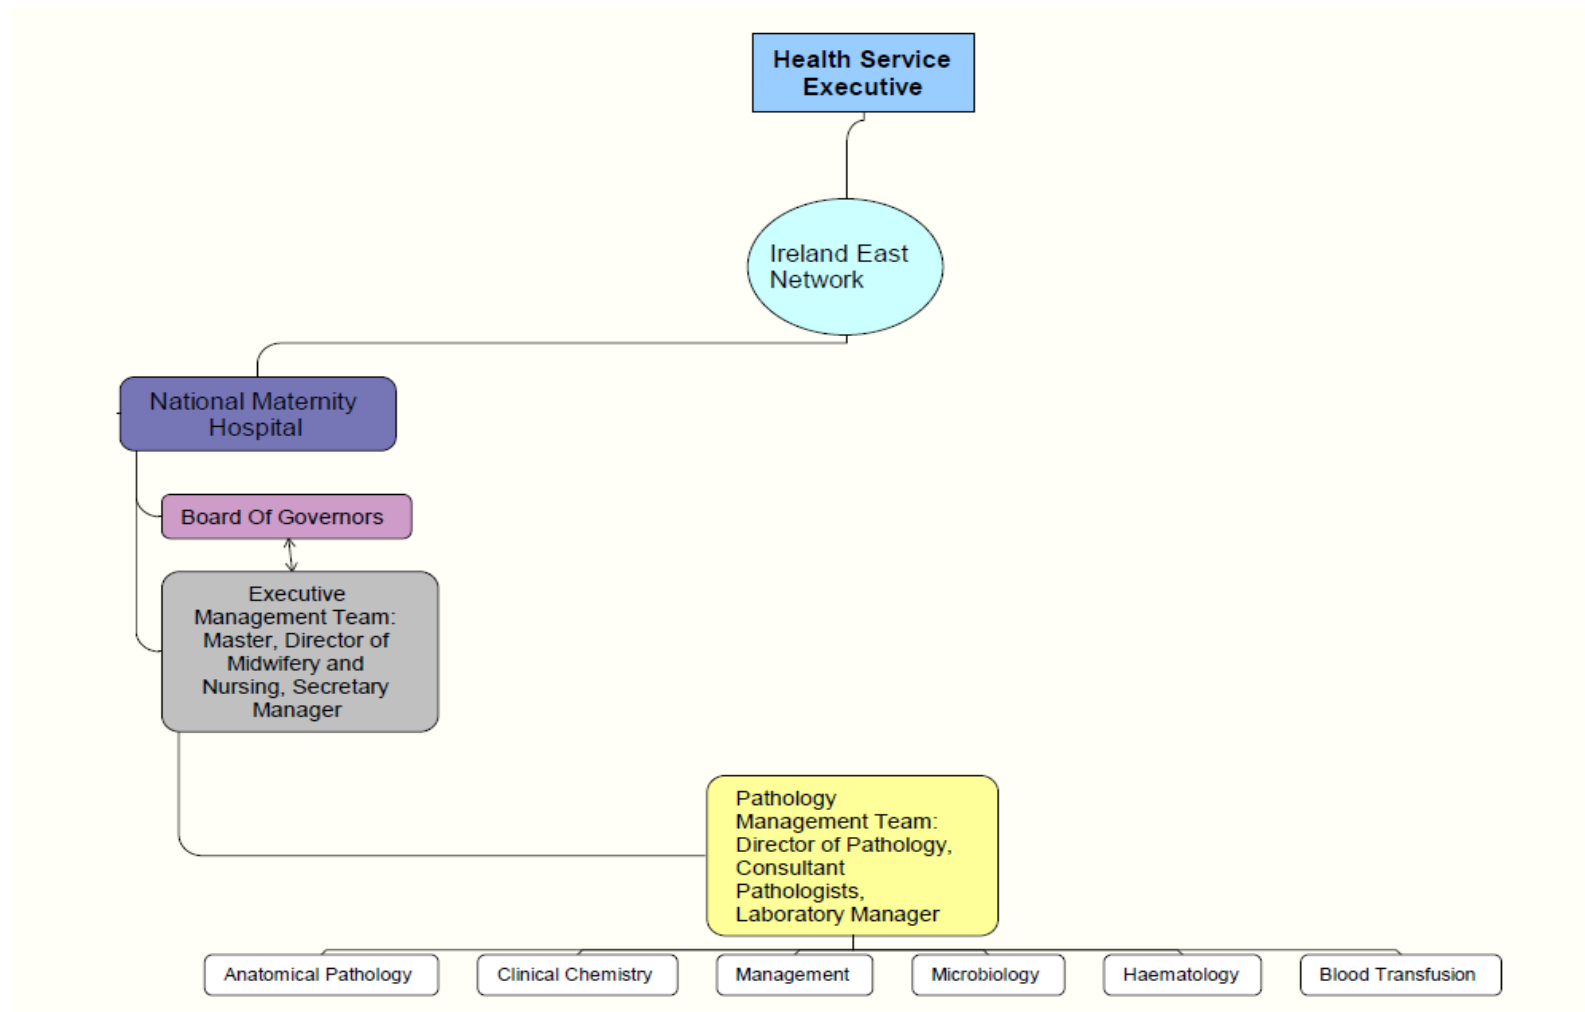 Health Service
Executive
Ireland East
Network
National Maternity
Hospital
Board Of Governors
Executive
Management Team:
Master, Director of
Midwifery and
Nursing, Secretary
Manager
Pathology
Management Team:
Director of Pathology,
Consultant
Pathologists,
Laboratory Manager
Anatomical Pathology
Clinical Chemistry
Management
Microbiology
Haematology
Blood Transfusion